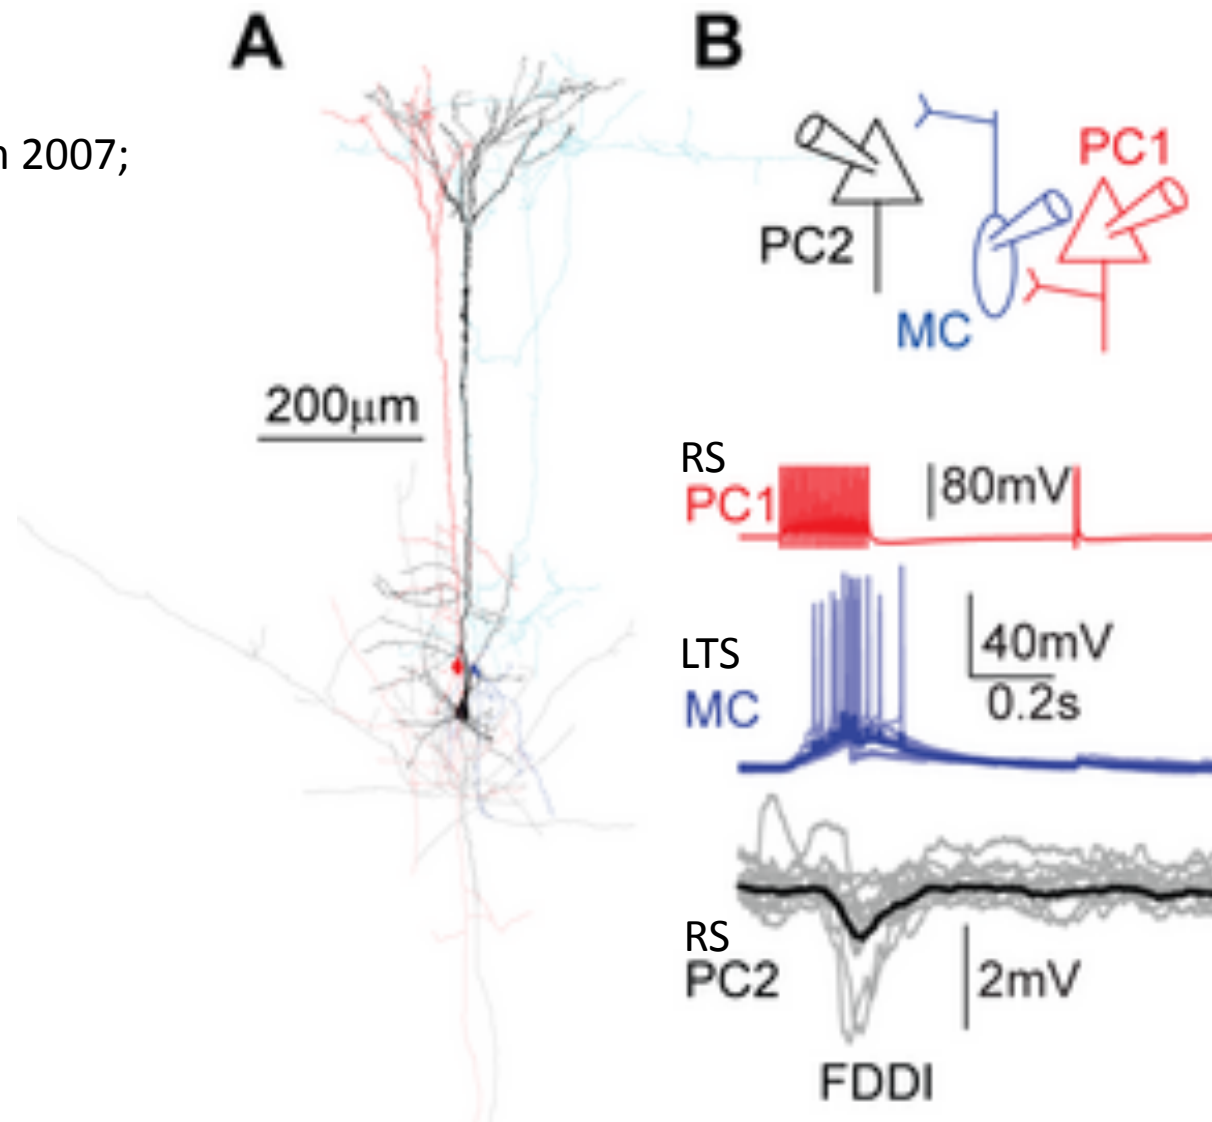 A
B
n 2007;
PC1
PC2
MC
200μm
RS
PC1
80mV
LTS
MC
40mV
0.2s
RS
PC2
2mV
FDDI